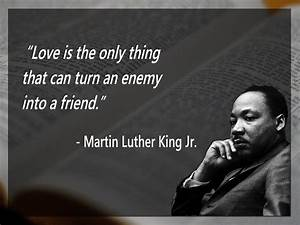 “Love is the only thing
that can turn an enemy
into a friend.”
- Martin Luther King Jr.